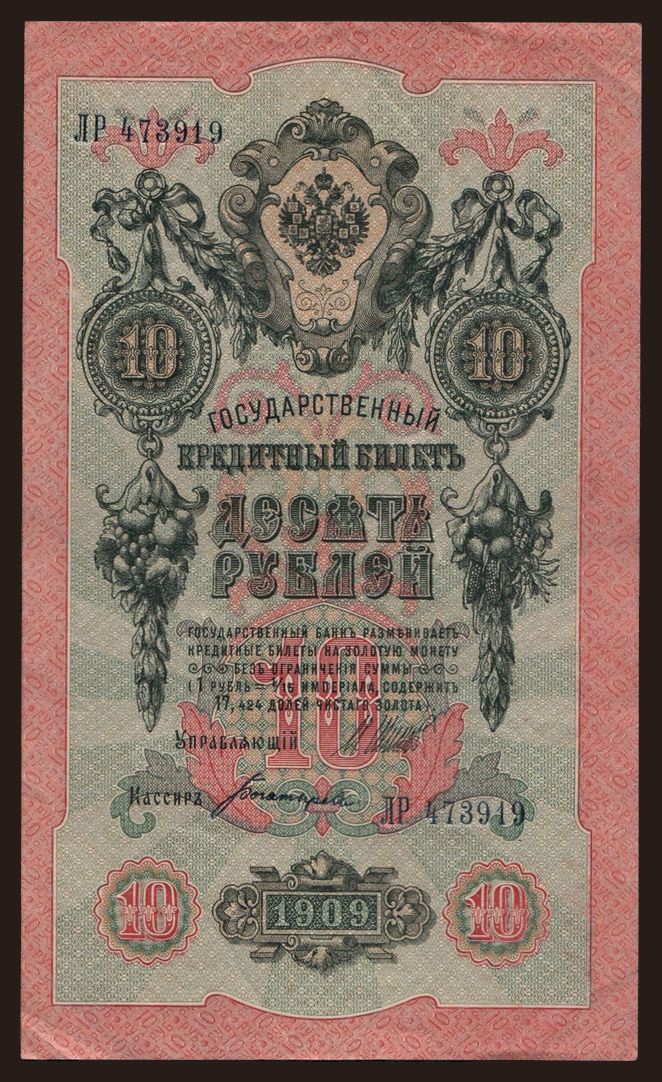 ЛР 473919
10 10
ГОСУДАРСТВЕННЫЙ
КРЕДИТНЫЙ БИЛЕТЪ
ДЕСЯТЬ
РУБЛЕЙ
ГОСУДАРСТВЕННЫЙ БАНКЪ РАЗМѢНИВАЕТЪ
КРЕДИТНЫЕ БИЛЕТЫ НА ЗОЛОТУЮ МОНЕТУ
БЕЗЪ ОГРАНИЧЕНІЯ СУММЫ
(1 РУБЛЬ = 1/15 ИМПЕРІАЛА, СОДЕРЖИТЪ
17,424 ДОЛЕЙ ЧИСТАГО ЗОЛОТА).
10
УПРАВЛЯЮЩІЙ
КАССИРЪ
ЛР 473919
10 1909 10